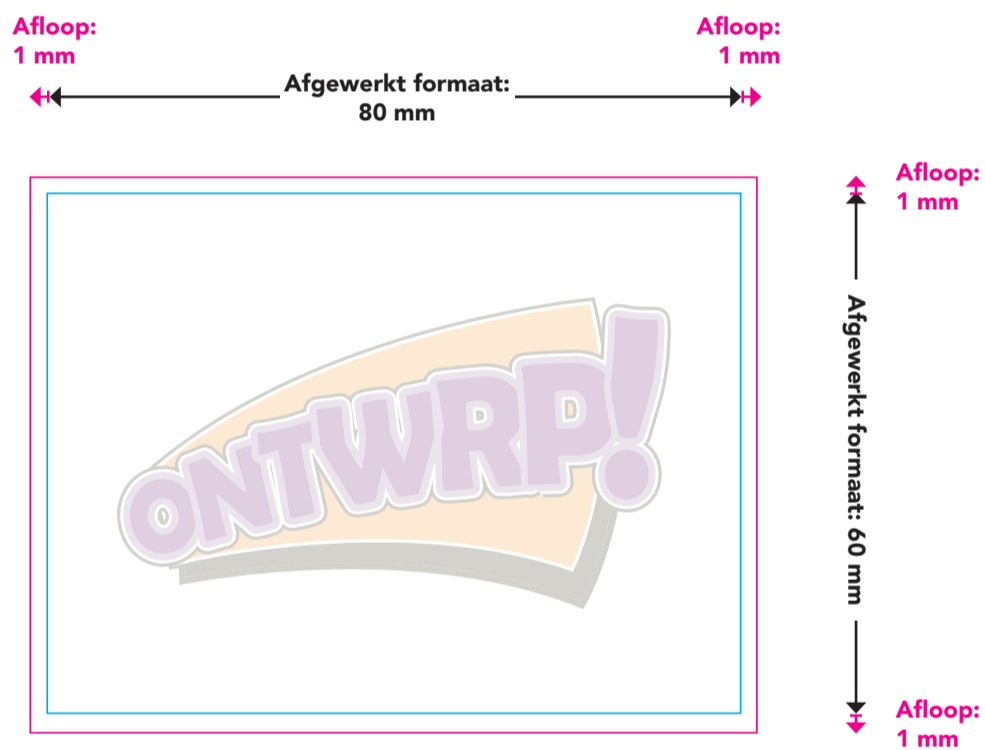 Afloop:
1 mm
Afloop:
1 mm
Afgewerkt formaat:
80 mm
Afloop:
1 mm
ONTWRP!
Afgewerkt formaat: 60 mm
Afloop:
1 mm